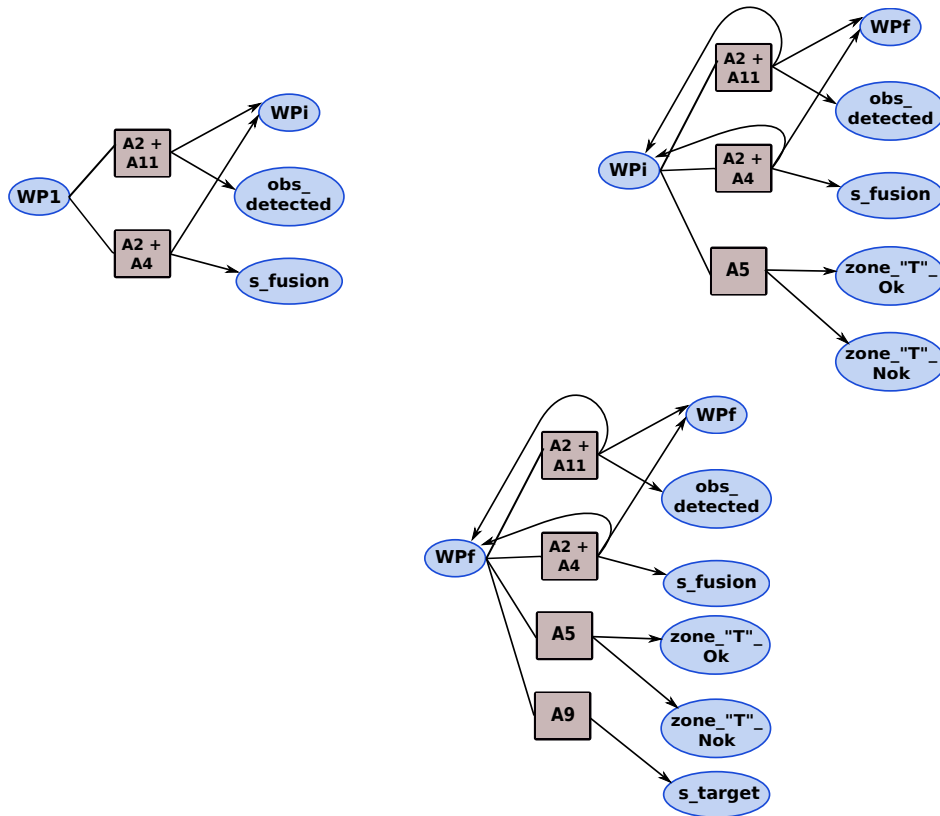 WP1
A2 +
A11
A2 +
A4
WPi
obs_
detected
s_fusion
WPi
A2 +
A11
A2 +
A4
A5
WPf
obs_
detected
s_fusion
zone_"T"_
Ok
zone_"T"_
Nok
WPf
A2 +
A11
A2 +
A4
A5
A9
WPf
obs_
detected
s_fusion
zone_"T"_
Ok
zone_"T"_
Nok
s_target